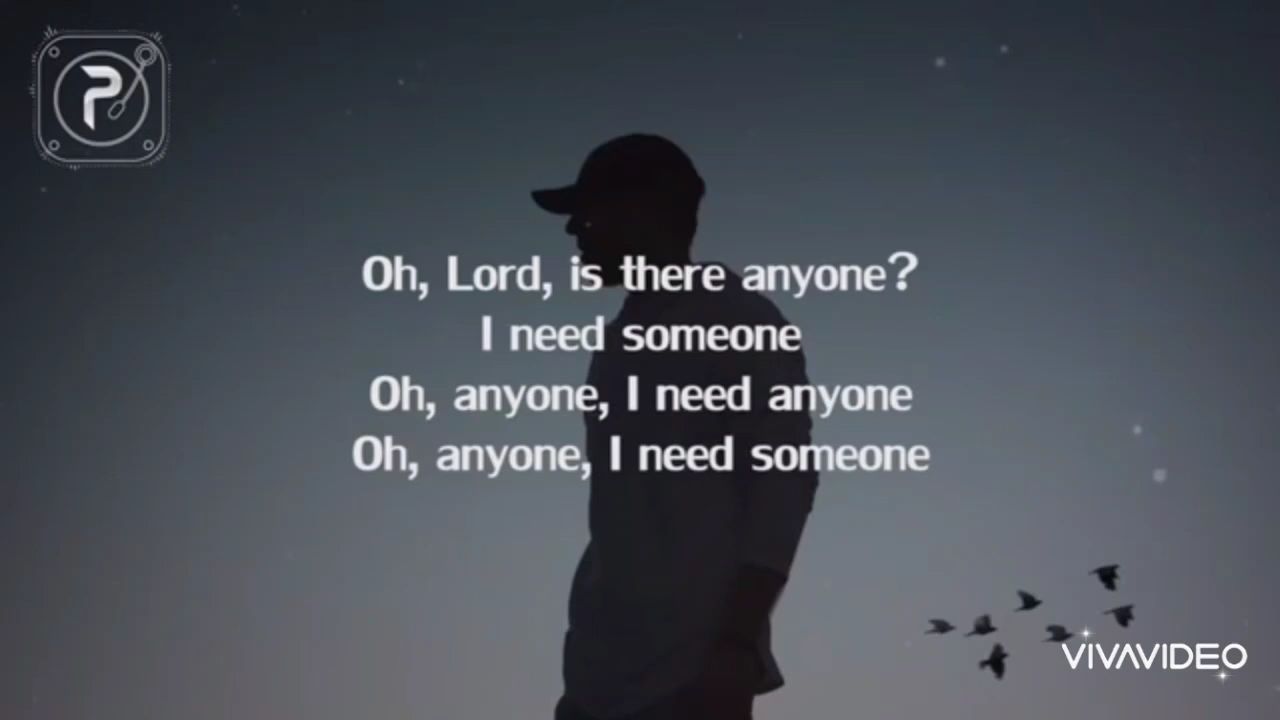 P
Oh, Lord, is there anyone?
I need someone
Oh, anyone, I need anyone
Oh, anyone, I need someone
VIVAVIDEO